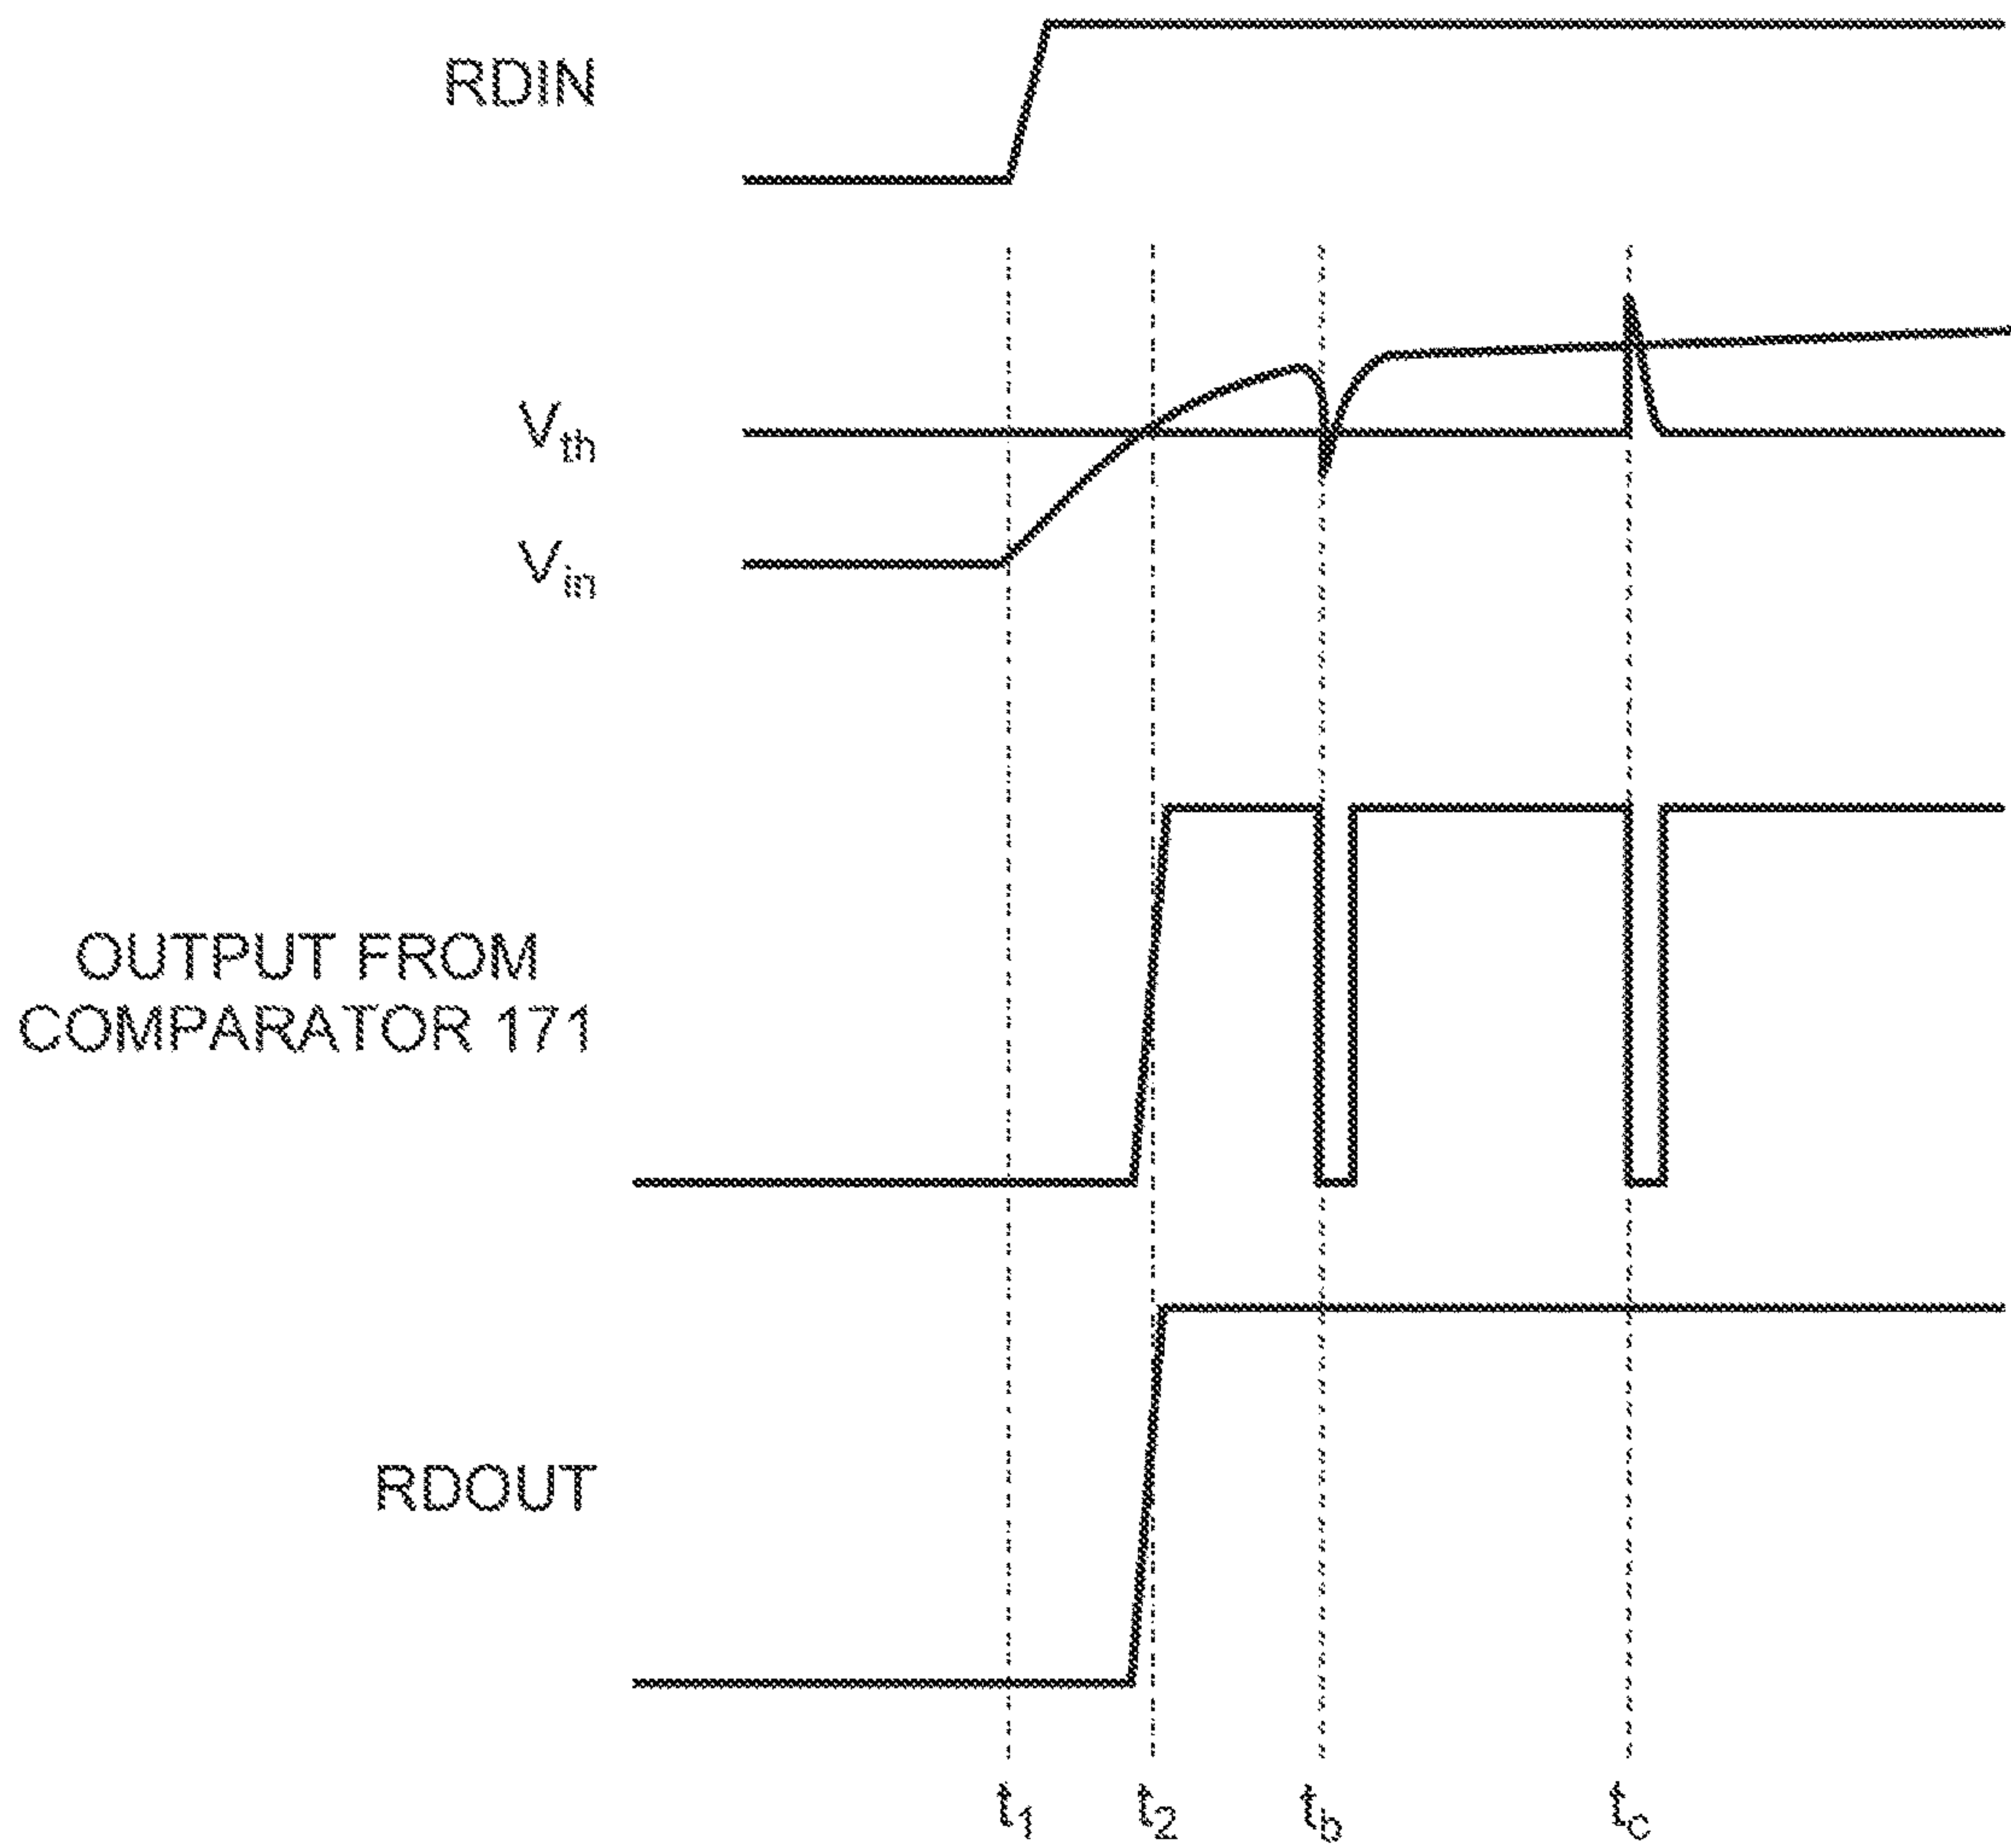 RDIN
Vth
Vin
OUTPUT FROM
COMPARATOR 171
RDOUT
t1 t2 tb tc